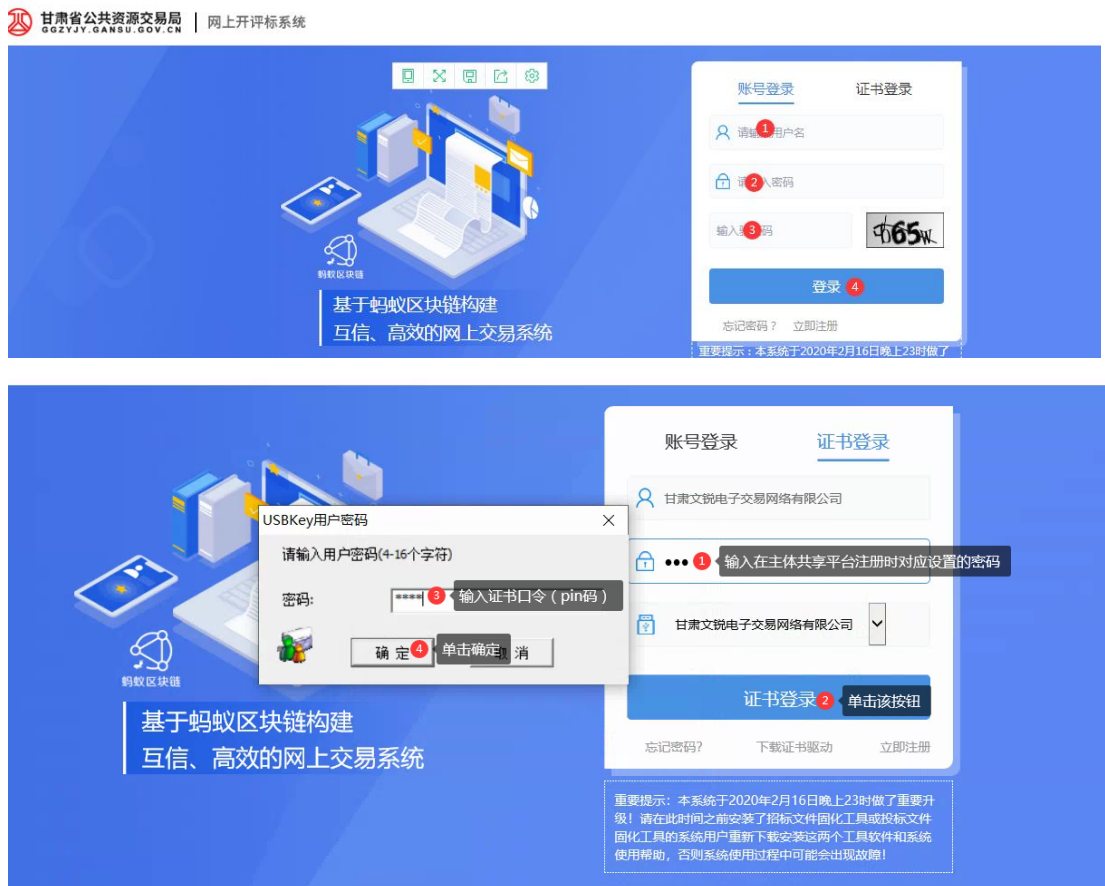 甘肃省公共资源交易局
GGZYJY.GANSU.GOV.CN
网上开评标系统
账号登录 证书登录
请输 1 用户名
请 2 入密码
输入 3 码
65w
登录 4
忘记密码？ 立即注册
蚂蚁区块链
基于蚂蚁区块链构建
互信、高效的网上交易系统
重要提示：本系统于2020年2月16日晚上23时做了
账号登录 证书登录
甘肃文锐电子交易网络有限公司
●●● 1 输入在主体共享平台注册时对应设置的密码
甘肃文锐电子交易网络有限公司
证书登录 2 单击该按钮
忘记密码? 下载证书驱动 立即注册
USBKey用户密码
请输入用户密码(4-16个字符)
密码: **** 3 输入证书口令（pin码）
确定 4 单击确定 消
蚂蚁区块链
基于蚂蚁区块链构建
互信、高效的网上交易系统
重要提示：本系统于2020年2月16日晚上23时做了重要升
级！请在此时间之前安装了招标文件固化工具或投标文件
固化工具的系统用户重新下载安装这两个工具软件和系统
使用帮助，否则系统使用过程中可能会出现故障！